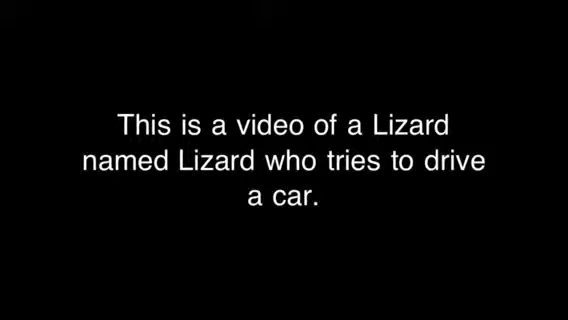 This is a video of a Lizard
named Lizard who tries to drive
a car.